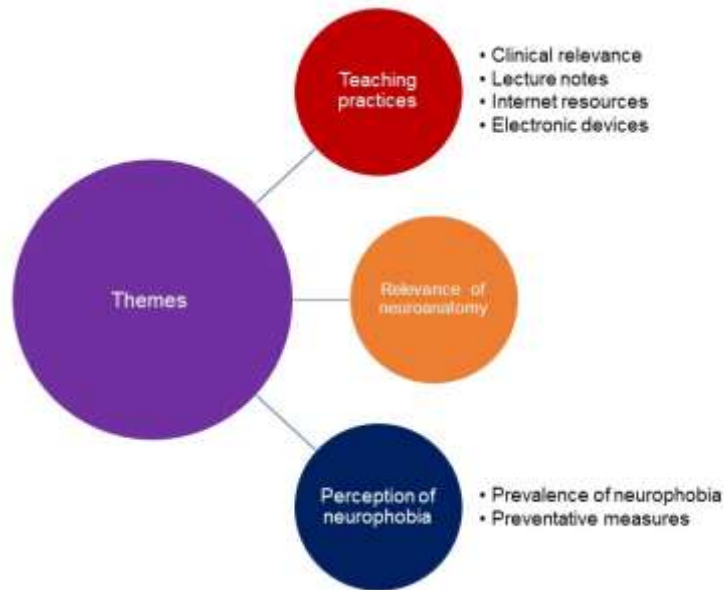 Teaching
practices
• Clinical relevance
• Lecture notes
• Internet resources
• Electronic devices
Themes
Relevance of
neuroanatomy
Perception of
neurophobia
• Prevalence of neurophobia
• Preventative measures